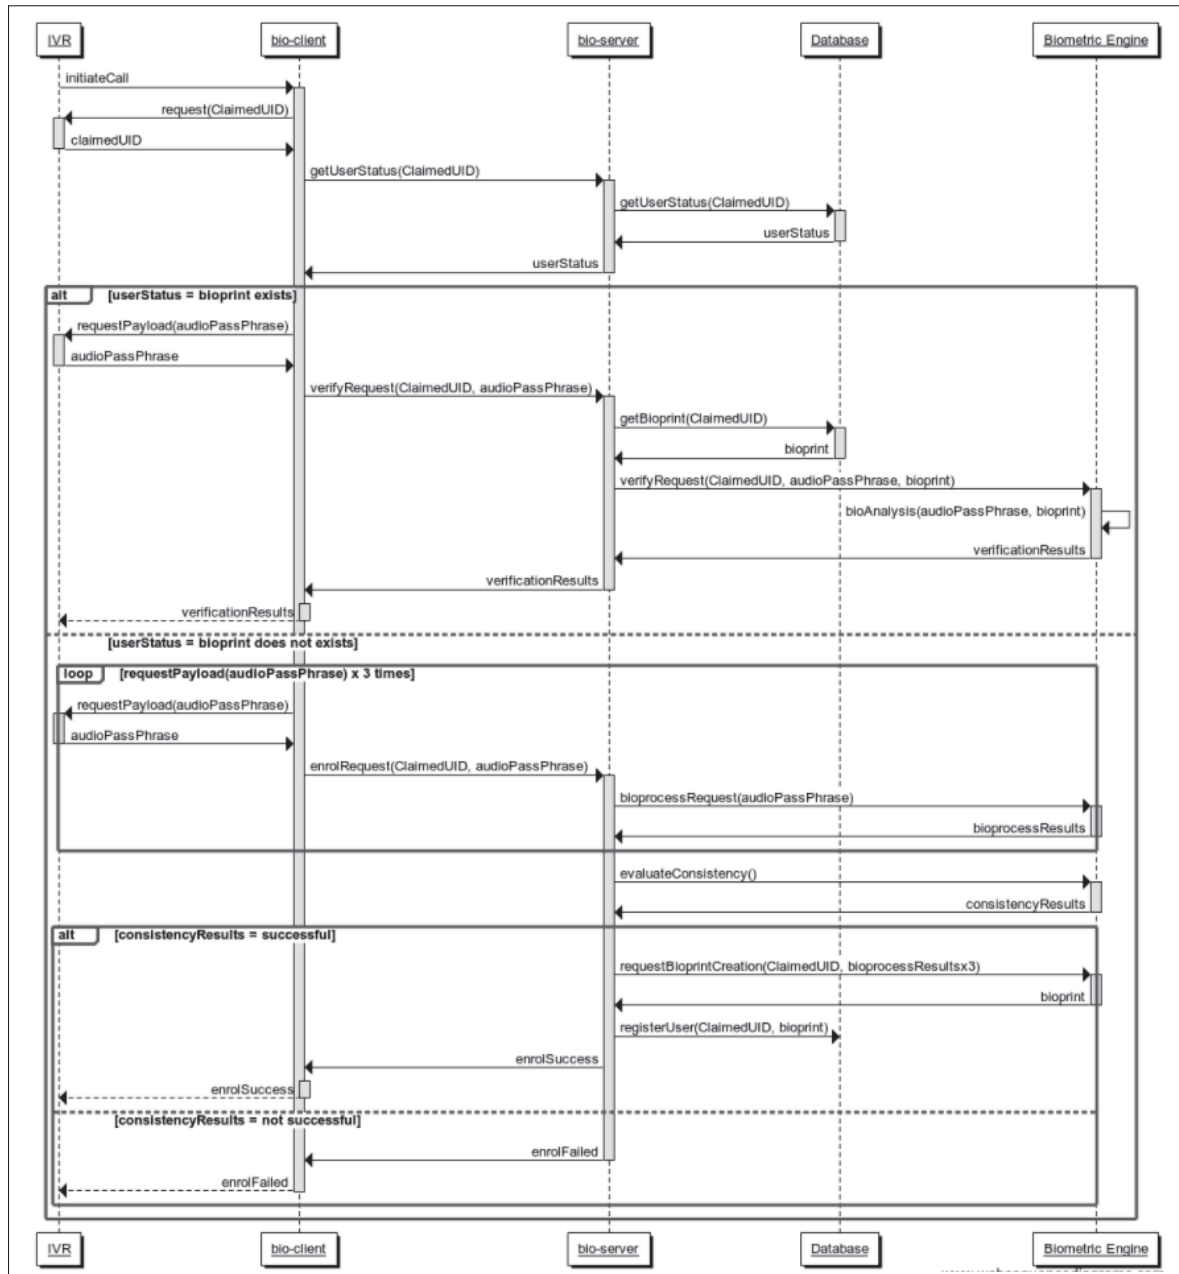 IVR bio-client bio-server Database Biometric Engine
initiateCall
request(ClaimedUID)
claimedUID
getUserStatus(ClaimedUID)
getUserStatus(ClaimedUID)
userStatus
userStatus
alt [userStatus = bioprint exists]
requestPayload(audioPassPhrase)
audioPassPhrase
verifyRequest(ClaimedUID, audioPassPhrase)
getBioprint(ClaimedUID)
bioprint
verifyRequest(ClaimedUID, audioPassPhrase, bioprint)
bioAnalysis(audioPassPhrase, bioprint)
verificationResults
verificationResults
verificationResults
[userStatus = bioprint does not exists]
loop [requestPayload(audioPassPhrase) x 3 times]
requestPayload(audioPassPhrase)
audioPassPhrase
enrolRequest(ClaimedUID, audioPassPhrase)
bioprocessRequest(audioPassPhrase)
bioprocessResults
evaluateConsistency()
consistencyResults
alt [consistencyResults = successful]
requestBioprintCreation(ClaimedUID, bioprocessResultsx3)
bioprint
registerUser(ClaimedUID, bioprint)
enrolSuccess
enrolSuccess
[consistencyResults = not successful]
enrolFailed
enrolFailed
IVR bio-client bio-server Database Biometric Engine